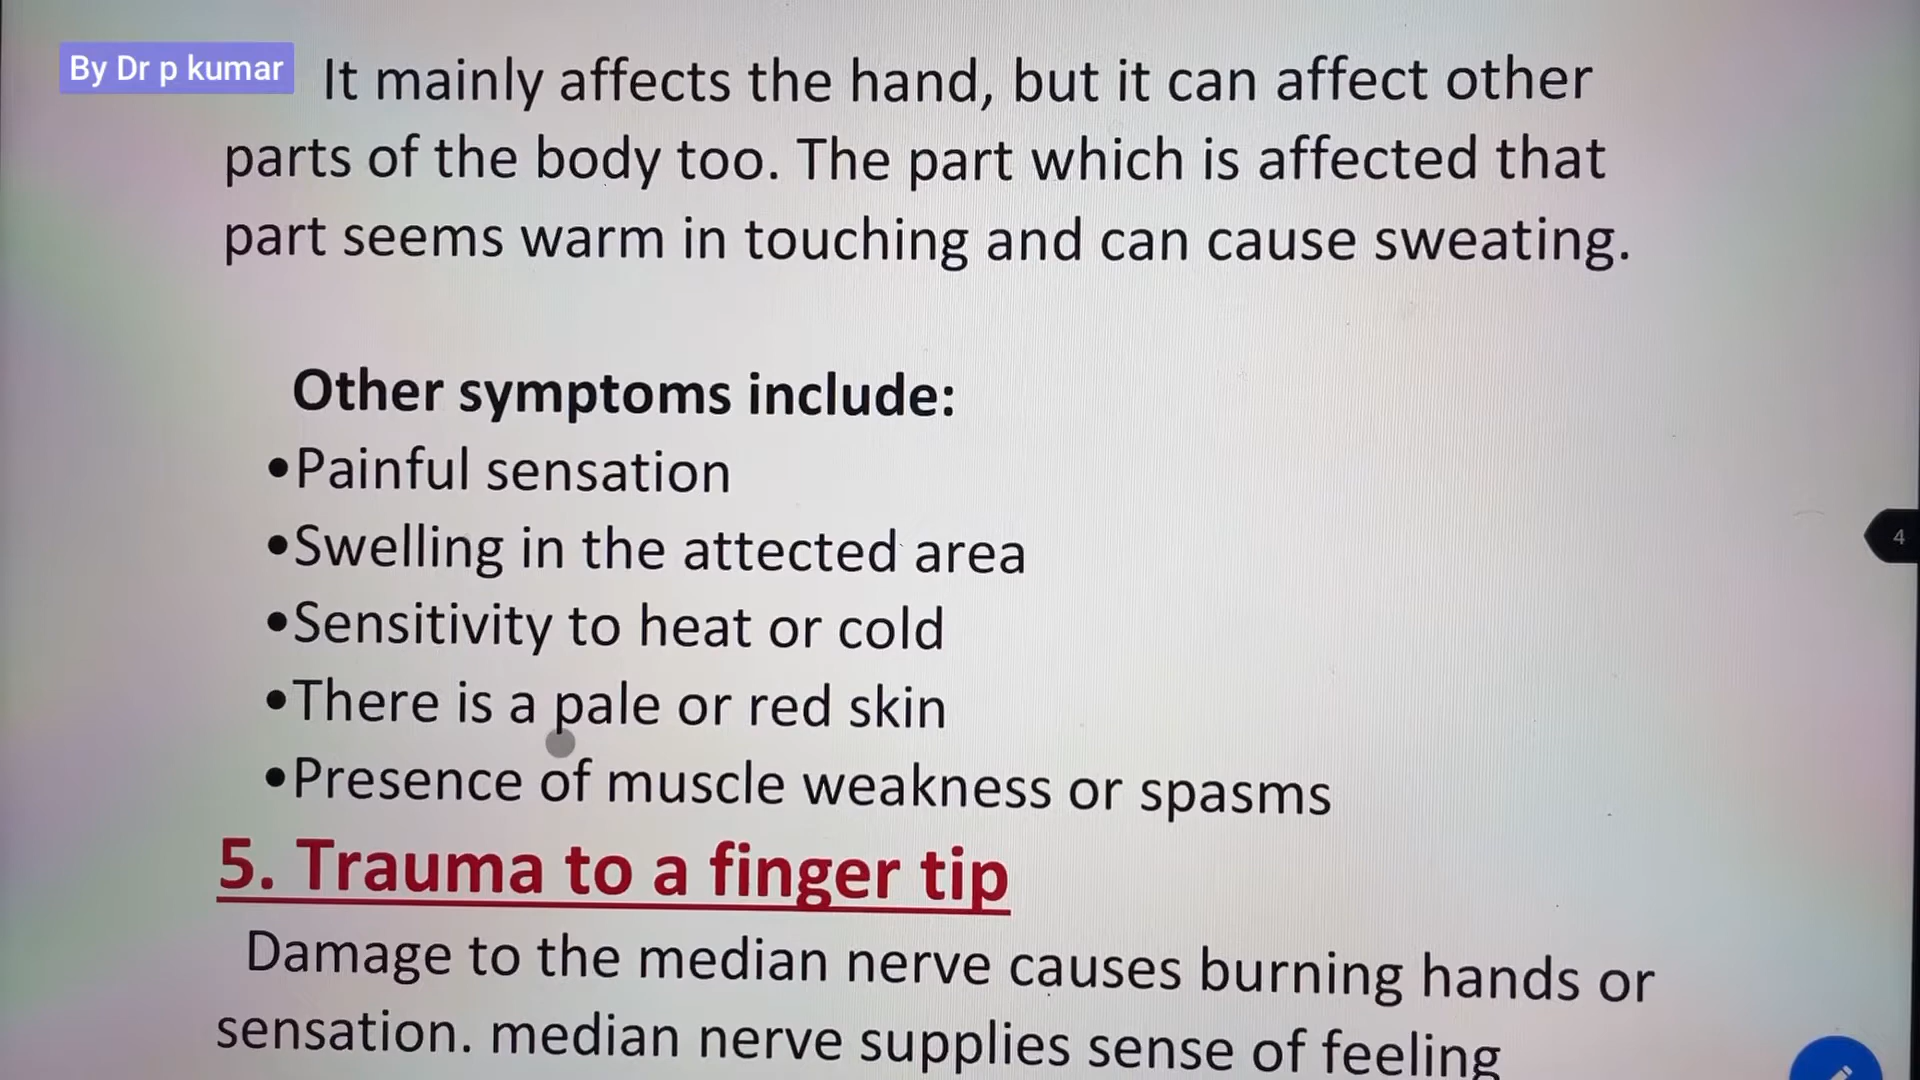 By Dr p kumar
It mainly affects the hand, but it can affect other
parts of the body too. The part which is affected that
part seems warm in touching and can cause sweating.
Other symptoms include:
•Painful sensation
•Swelling in the attected area
•Sensitivity to heat or cold
•There is a pale or red skin
•Presence of muscle weakness or spasms
5. Trauma to a finger tip
Damage to the median nerve causes burning hands or
sensation. median nerve supplies sense of feeling
4